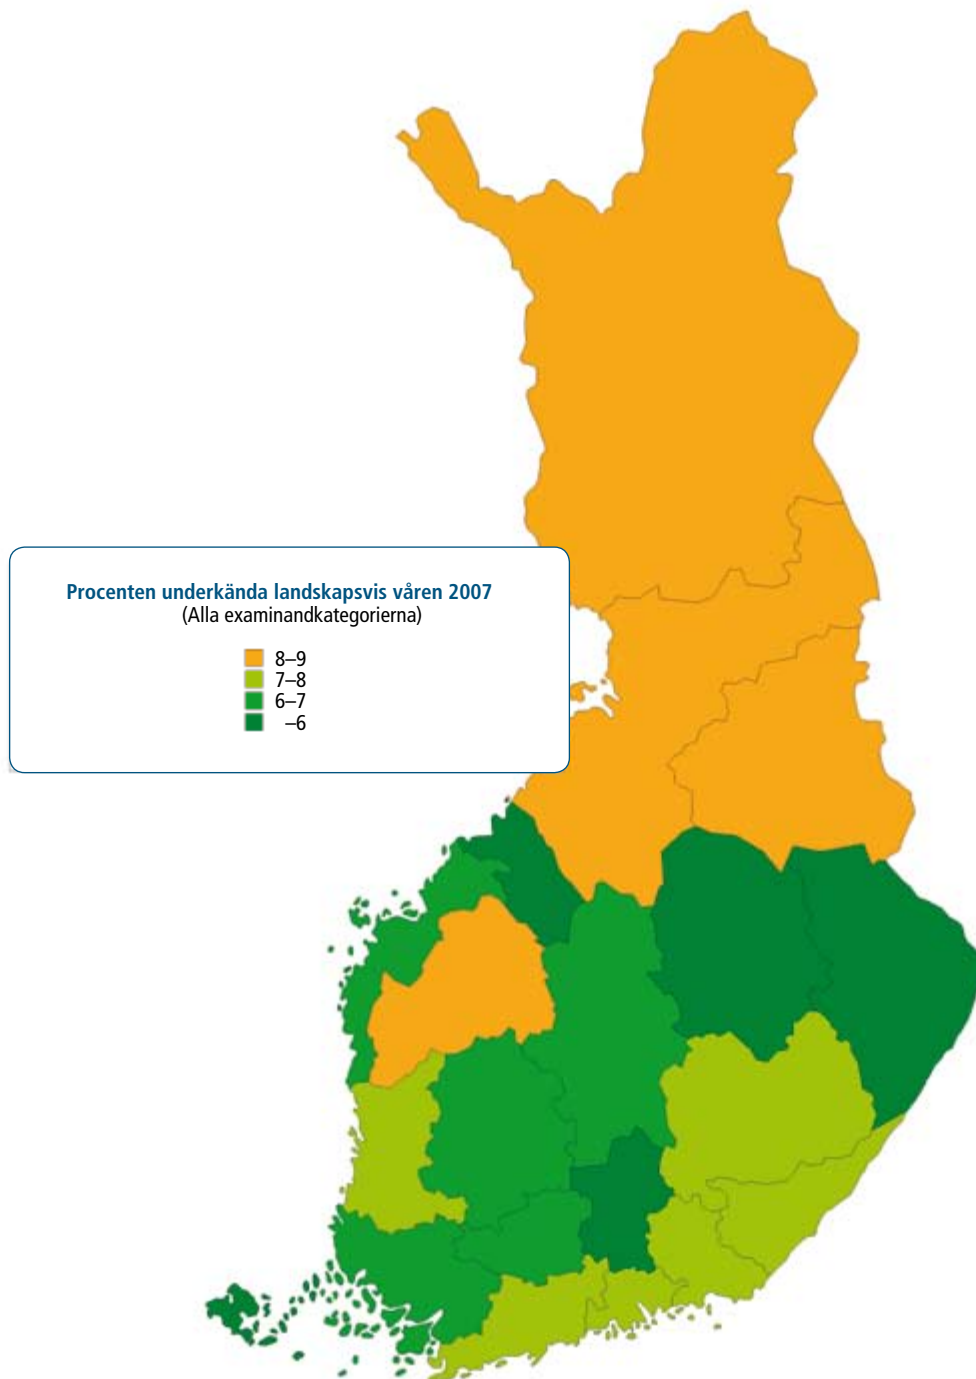 Procenten underkända landskapsvis våren 2007
(Alla examinandkategorierna)
8–9
7–8
6–7
–6